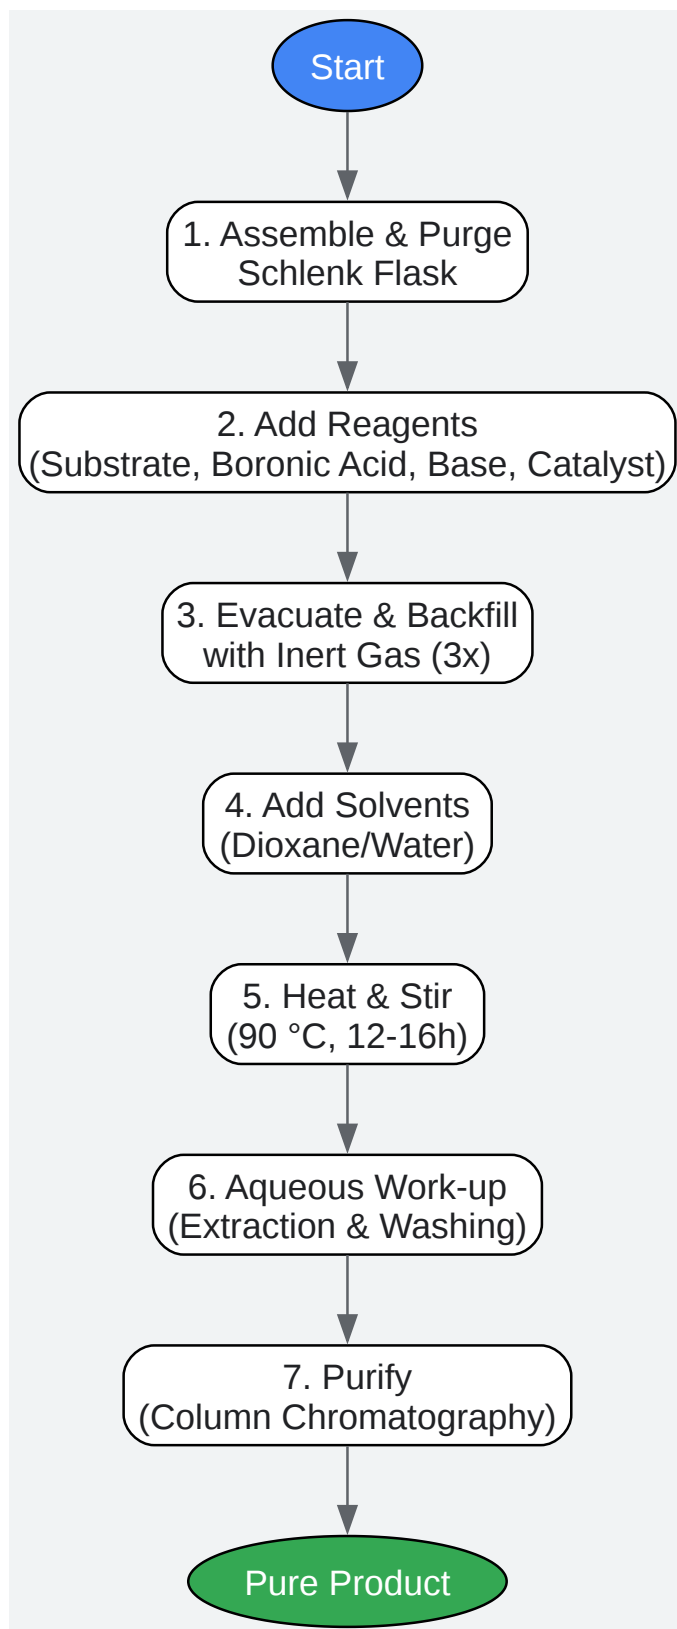 Start
1. Assemble & Purge
Schlenk Flask
2. Add Reagents
(Substrate, Boronic Acid, Base, Catalyst)
3. Evacuate & Backfill
with Inert Gas (3x)
4. Add Solvents
(Dioxane/Water)
5. Heat & Stir
(90 °C, 12-16h)
6. Aqueous Work-up
(Extraction & Washing)
7. Purify
(Column Chromatography)
Pure Product